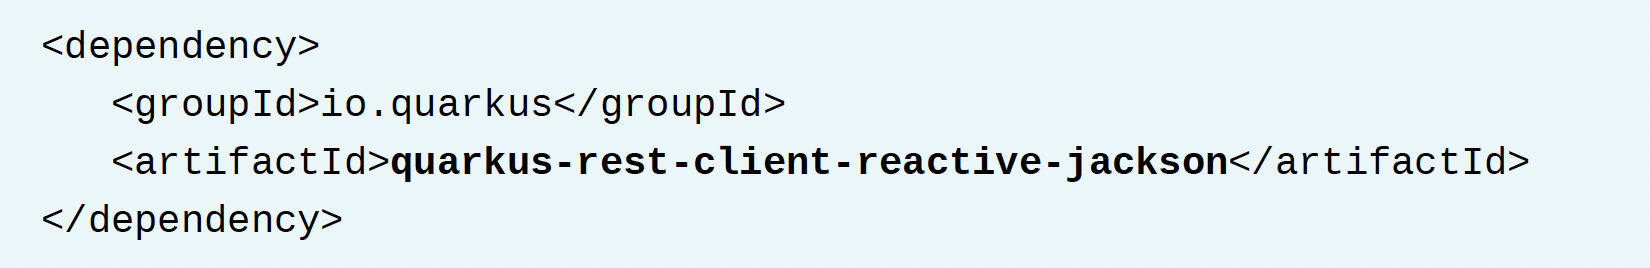 <dependency>
   <groupId>io.quarkus</groupId>
   <artifactId>quarkus-rest-client-reactive-jackson</artifactId>
</dependency>